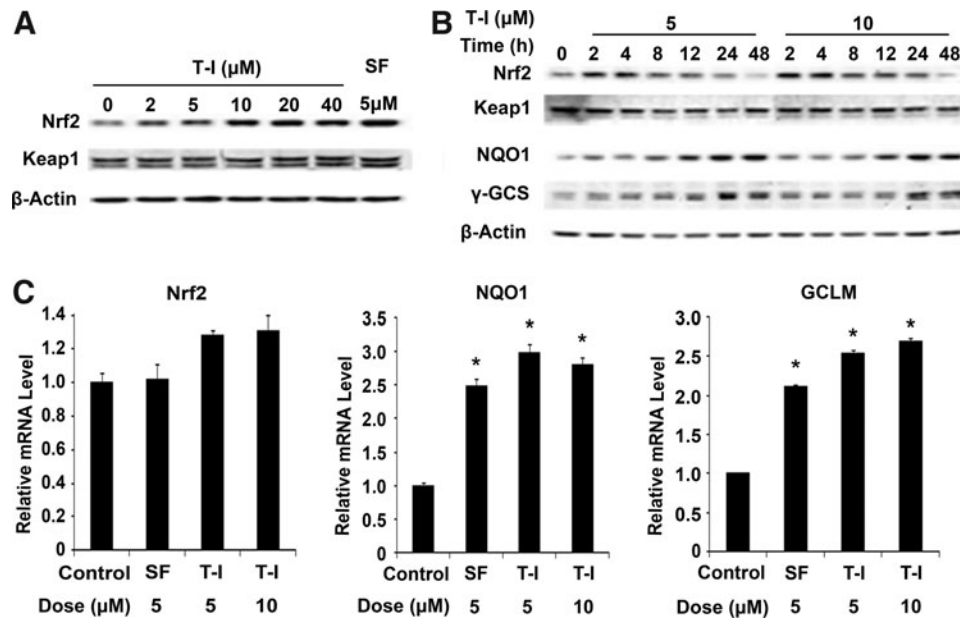 A
T-I (µM) SF
0 2 5 10 20 40 5µM
Nrf2
Keap1
β-Actin
B
T-I (µM) 5 10
Time (h) 0 2 4 8 12 24 48 2 4 8 12 24 48
Nrf2
Keap1
NQO1
γ-GCS
β-Actin
C
Nrf2
Relative mRNA Level
1.4
1.2
1.0
0.8
0.6
0.4
0.2
0
Control SF T-I T-I
Dose (µM) 5 5 10
NQO1
Relative mRNA Level
3.5
3.0
2.5
2.0
1.5
1.0
0.5
0.0
* * *
Control SF T-I T-I
Dose (µM) 5 5 10
GCLM
Relative mRNA Level
3.0
2.5
2.0
1.5
1.0
0.5
0
* * *
Control SF T-I T-I
Dose (µM) 5 5 10